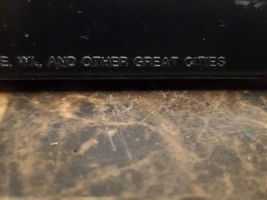 E, WI., AND OTHER GREAT CITIES